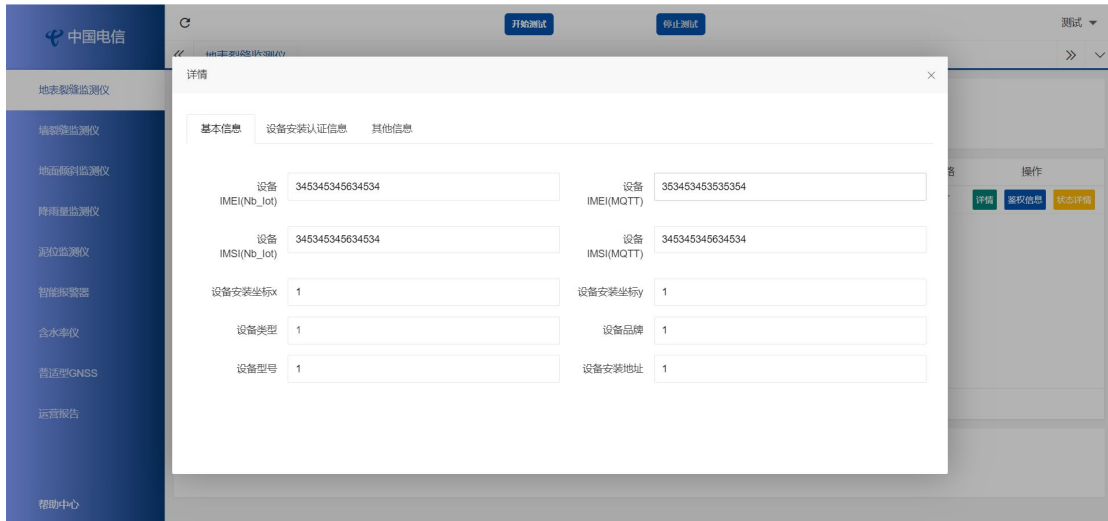 中国电信
开始测试
停止测试
测试
地表裂缝监测仪
地表裂缝监测仪
墙裂缝监测仪
地面倾斜监测仪
降雨量监测仪
泥位监测仪
智能报警器
含水率仪
普适型GNSS
运营报告
帮助中心
详情
基本信息 设备安装认证信息 其他信息
设备 IMEI(Nb_Iot) 345345345634534 设备 IMEI(MQTT) 353453453535354
设备 IMSI(Nb_Iot) 345345345634534 设备 IMSI(MQTT) 345345345634534
设备安装坐标x 1 设备安装坐标y 1
设备类型 1 设备品牌 1
设备型号 1 设备安装地址 1
操作
详情 鉴权信息 状态详情